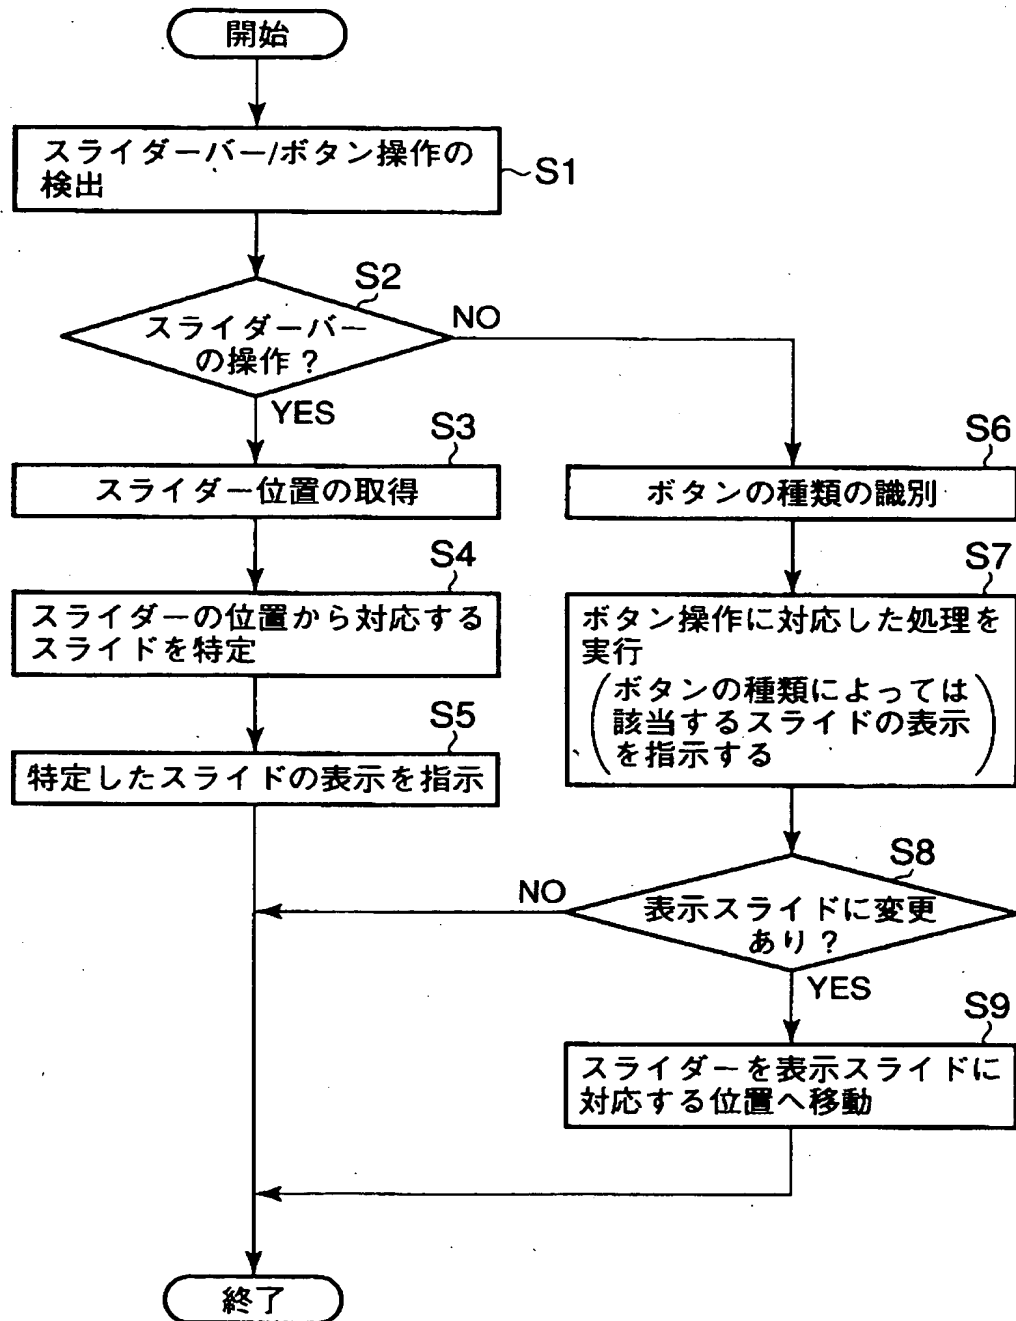 開始
スライダーバー/ボタン操作の
検出
S1
S2
スライダーバー
の操作？
NO
YES
S3
スライダー位置の取得
S4
スライダーの位置から対応する
スライドを特定
S5
特定したスライドの表示を指示
S6
ボタンの種類の識別
S7
ボタン操作に対応した処理を
実行
ボタンの種類によっては
該当するスライドの表示
を指示する
S8
表示スライドに変更
あり？
NO
YES
S9
スライダーを表示スライドに
対応する位置へ移動
終了